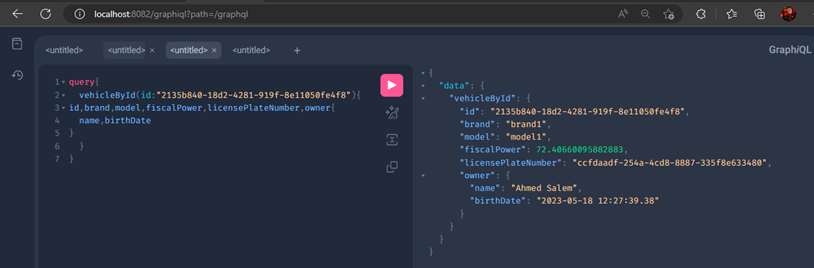 localhost:8082/graphiql?path=/graphql
<untitled>
<untitled> ×
<untitled> ×
<untitled>
+
GraphiQL
1 query{
2 vehicleById(id:"2135b840-18d2-4281-919f-8e11050fe4f8"){
3 id,brand,model,fiscalPower,licensePlateNumber,owner{
4 name,birthDate
5 }
6 }
7 }
{
"data": {
"vehicleById": {
"id": "2135b840-18d2-4281-919f-8e11050fe4f8",
"brand": "brand1",
"model": "model1",
"fiscalPower": 72.40660095882883,
"licensePlateNumber": "ccfdaadf-254a-4cd8-8887-335f8e633480",
"owner": {
"name": "Ahmed Salem",
"birthDate": "2023-05-18 12:27:39.38"
}
}
}
}